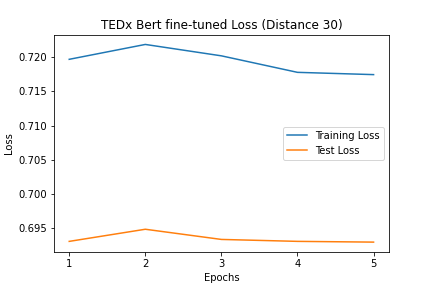 TEDx Bert fine-tuned Loss (Distance 30)
0.720
0.715
0.710
0.705
0.700
0.695
Loss
Training Loss
Test Loss
1 2 3 4 5
Epochs